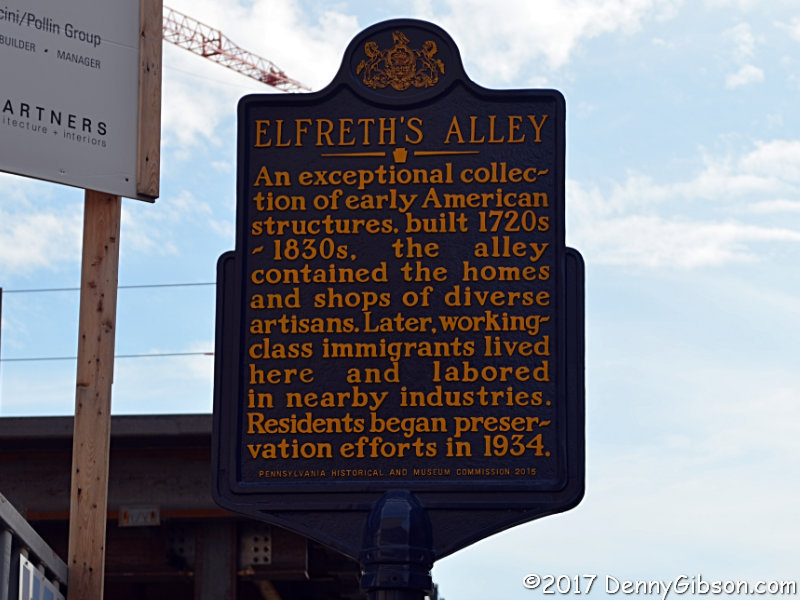 cini/Pollin Group
BUILDER • MANAGER
ARTNERS
itecture + interiors
ELFRETH'S ALLEY
An exceptional collec-
tion of early American
structures, built 1720s
- 1830s, the alley
contained the homes
and shops of diverse
artisans. Later, working-
class immigrants lived
here and labored
in nearby industries.
Residents began preser-
vation efforts in 1934.
PENNSYLVANIA HISTORICAL AND MUSEUM COMMISSION 2015
©2017 DennyGibson.com